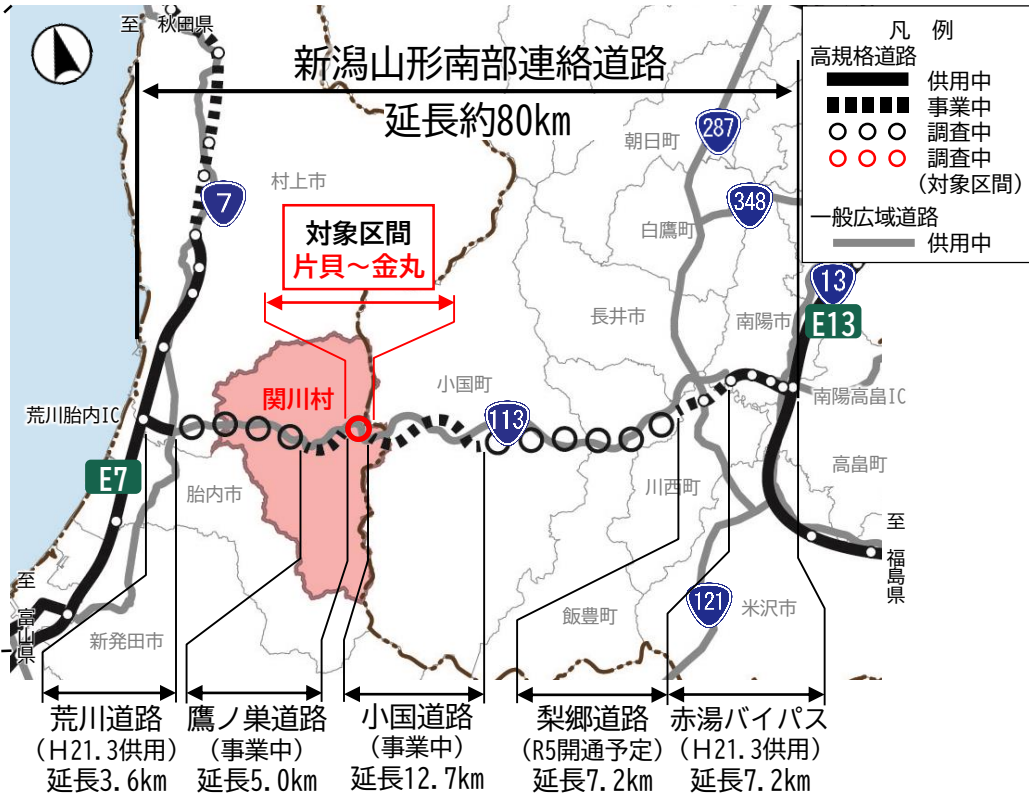 至 秋田県
新潟山形南部連絡道路
延長約80km
凡 例
高規格道路
供用中
事業中
調査中
調査中
(対象区間)
一般広域道路
供用中
287
朝日町
7
村上市
348
白鷹町
対象区間
片貝～金丸
13
E13
長井市
南陽市
関川村
小国町
荒川胎内IC
113
南陽高畠IC
E7
胎内市
川西町
高畠町
至 福島県
至 富山県
新発田市
飯豊町
121
米沢市
荒川道路
(H21.3供用)
延長3.6km
鷹ノ巣道路
(事業中)
延長5.0km
小国道路
(事業中)
延長12.7km
梨郷道路
(R5開通予定)
延長7.2km
赤湯バイパス
(H21.3供用)
延長7.2km